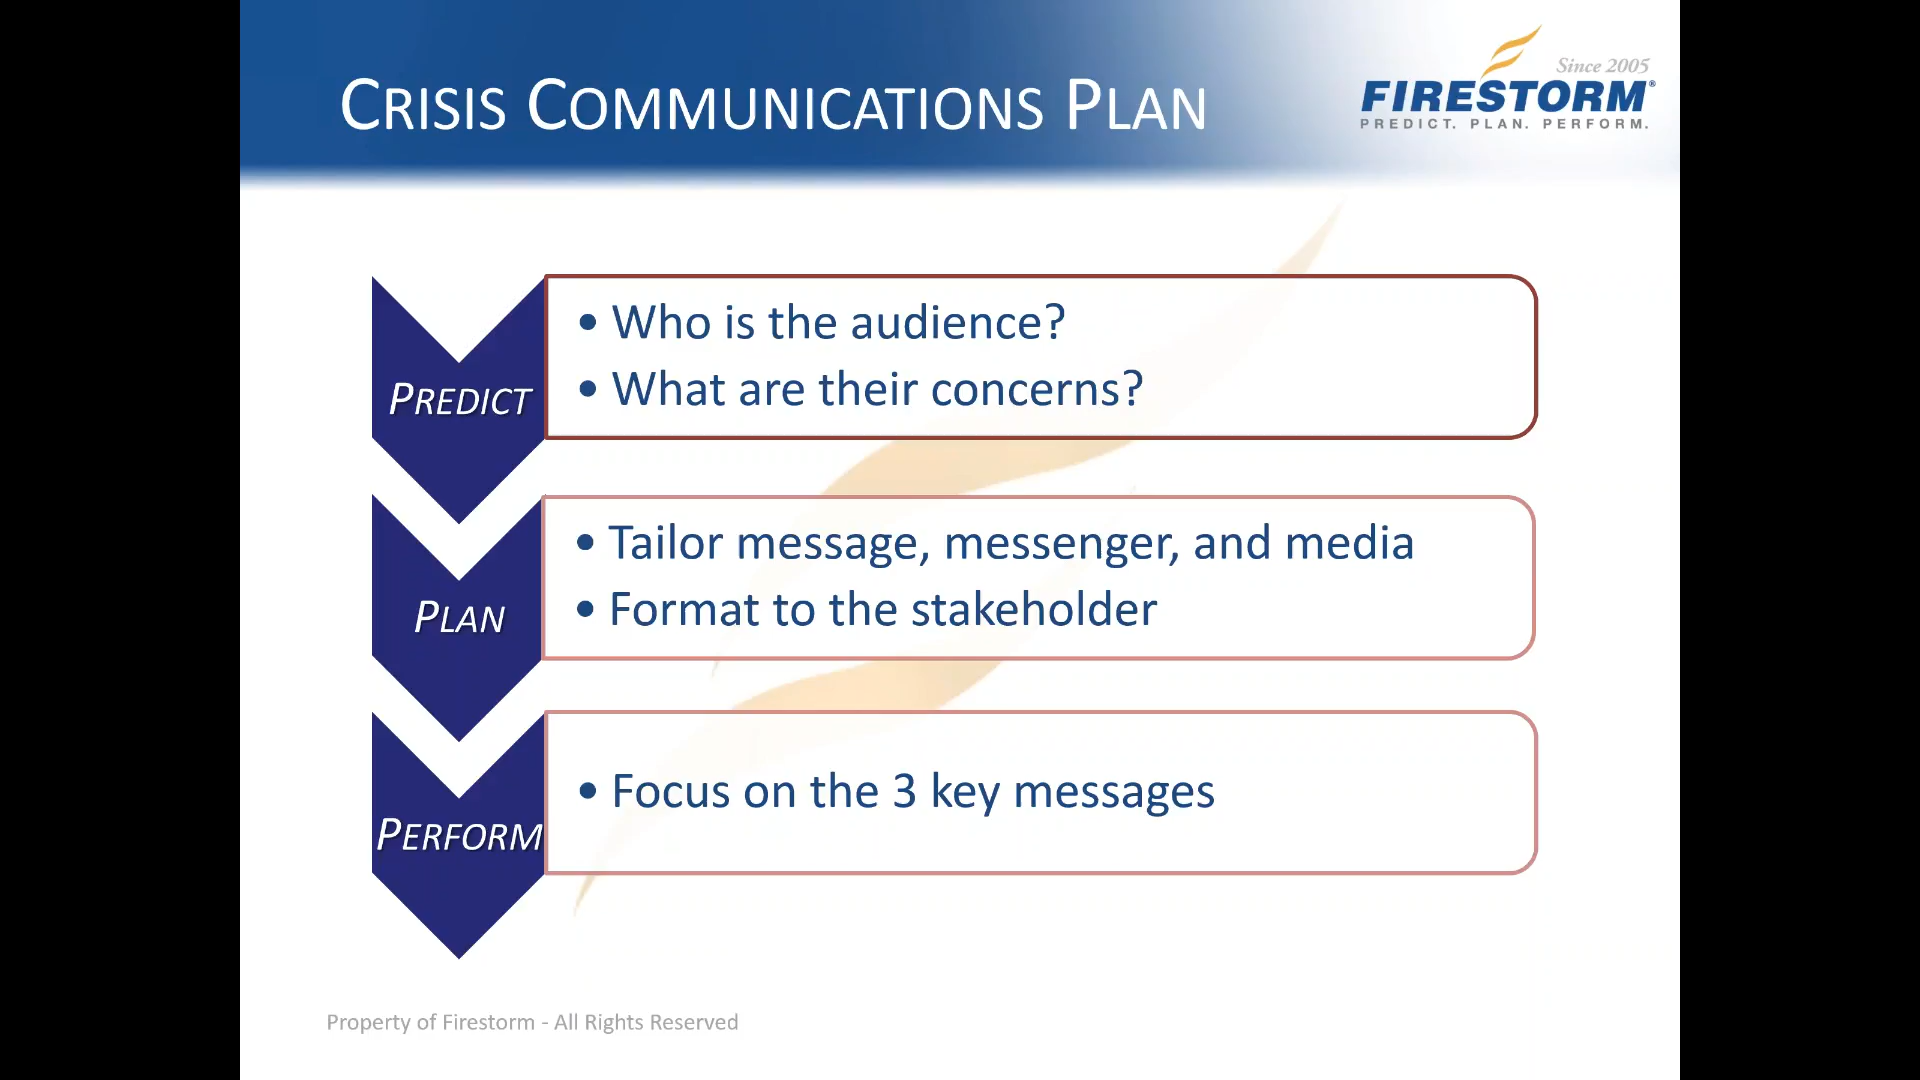 CRISIS COMMUNICATIONS PLAN
Since 2005
FIRESTORM®
PREDICT. PLAN. PERFORM.
PREDICT
• Who is the audience?
• What are their concerns?
PLAN
• Tailor message, messenger, and media
• Format to the stakeholder
PERFORM
• Focus on the 3 key messages
Property of Firestorm - All Rights Reserved